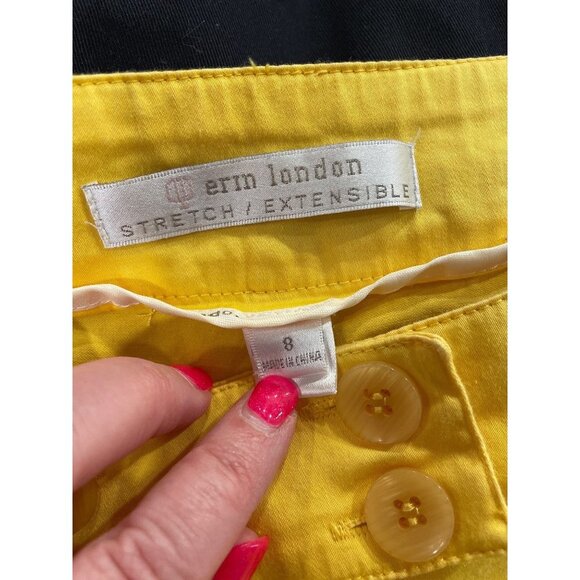 erin london
STRETCH / EXTENSIBLE
8
MADE IN CHINA